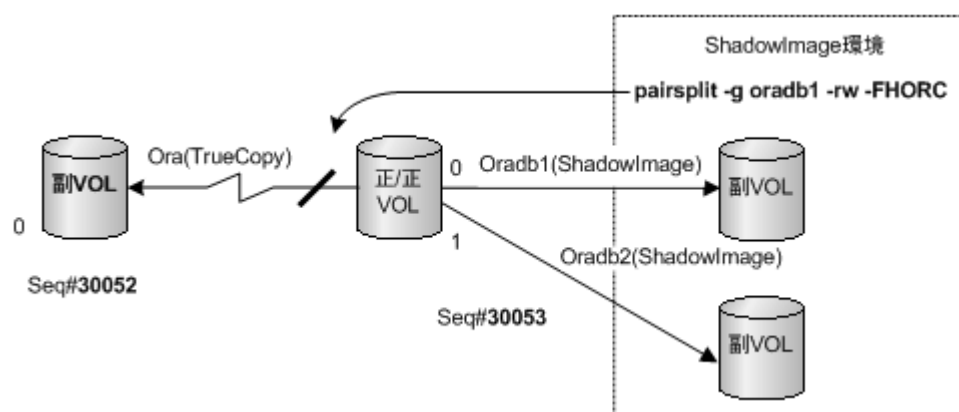 ShadowImage環境
pairsplit -g oradb1 -rw -FHORC
Ora(TrueCopy)
副VOL
0
Seq#30052
正/正
VOL
0
1
Seq#30053
Oradb1(ShadowImage)
副VOL
Oradb2(ShadowImage)
副VOL